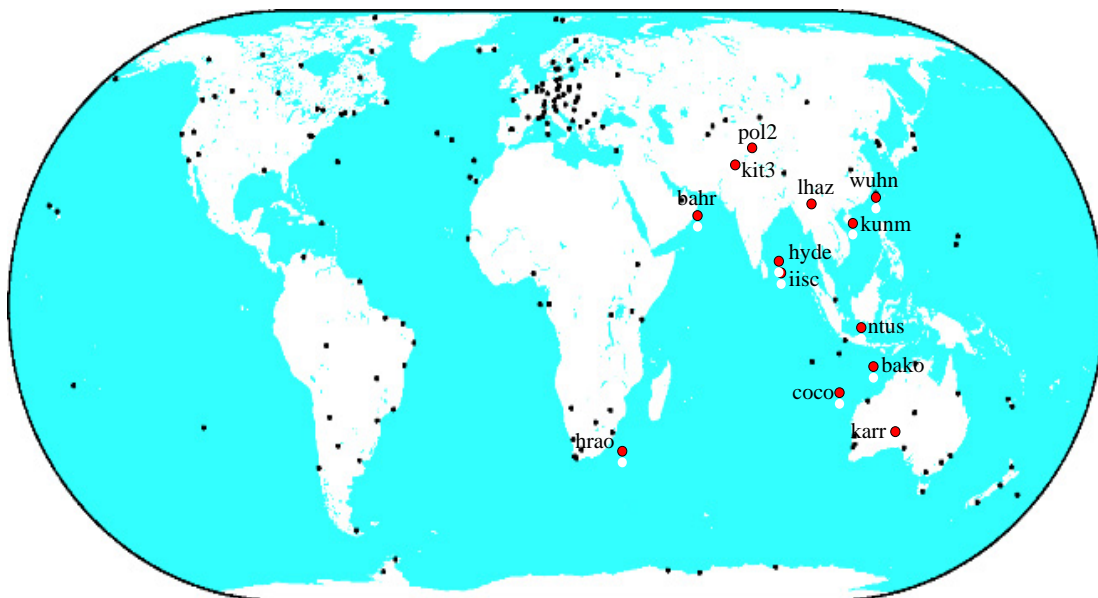 pol2
kit3
lhaz
wuhn
bahr
kunm
hyde
iisc
ntus
bako
coco
karr
hrao